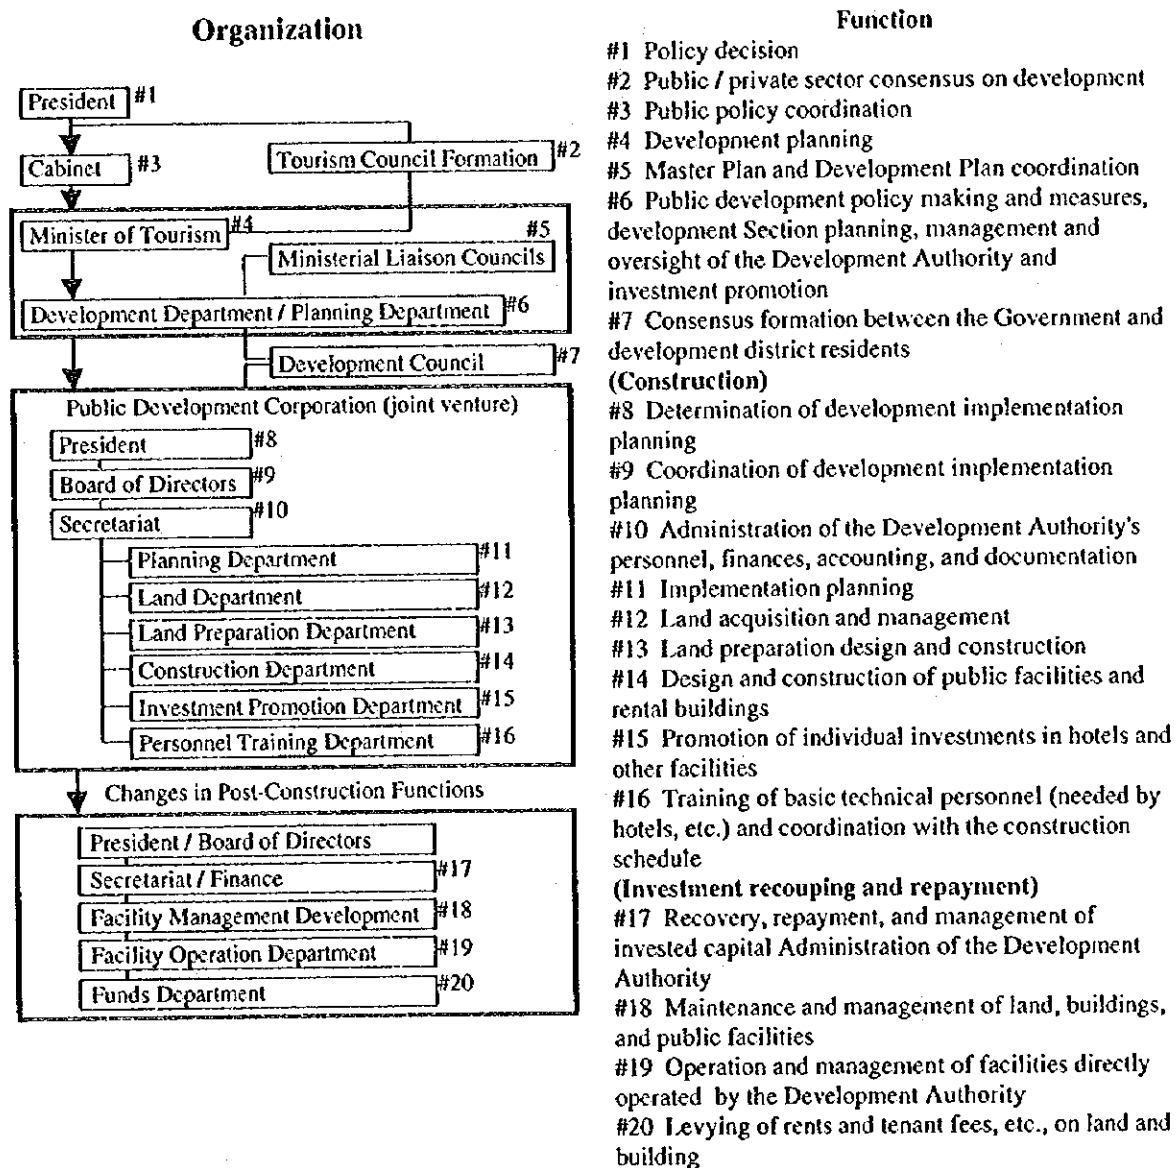 Organization
President #1
Cabinet #3
Tourism Council Formation #2
Minister of Tourism #4
#5
Ministerial Liaison Councils
Development Department / Planning Department #6
Development Council #7
Public Development Corporation (joint venture)
President #8
Board of Directors #9
Secretariat #10
Planning Department #11
Land Department #12
Land Preparation Department #13
Construction Department #14
Investment Promotion Department #15
Personnel Training Department #16
Changes in Post-Construction Functions
President / Board of Directors
Secretariat / Finance #17
Facility Management Development #18
Facility Operation Department #19
Funds Department #20
Function
#1 Policy decision
#2 Public / private sector consensus on development
#3 Public policy coordination
#4 Development planning
#5 Master Plan and Development Plan coordination
#6 Public development policy making and measures,
development Section planning, management and
oversight of the Development Authority and
investment promotion
#7 Consensus formation between the Government and
development district residents
(Construction)
#8 Determination of development implementation
planning
#9 Coordination of development implementation
planning
#10 Administration of the Development Authority's
personnel, finances, accounting, and documentation
#11 Implementation planning
#12 Land acquisition and management
#13 Land preparation design and construction
#14 Design and construction of public facilities and
rental buildings
#15 Promotion of individual investments in hotels and
other facilities
#16 Training of basic technical personnel (needed by
hotels, etc.) and coordination with the construction
schedule
(Investment recouping and repayment)
#17 Recovery, repayment, and management of
invested capital Administration of the Development
Authority
#18 Maintenance and management of land, buildings,
and public facilities
#19 Operation and management of facilities directly
operated by the Development Authority
#20 Levying of rents and tenant fees, etc., on land and
building